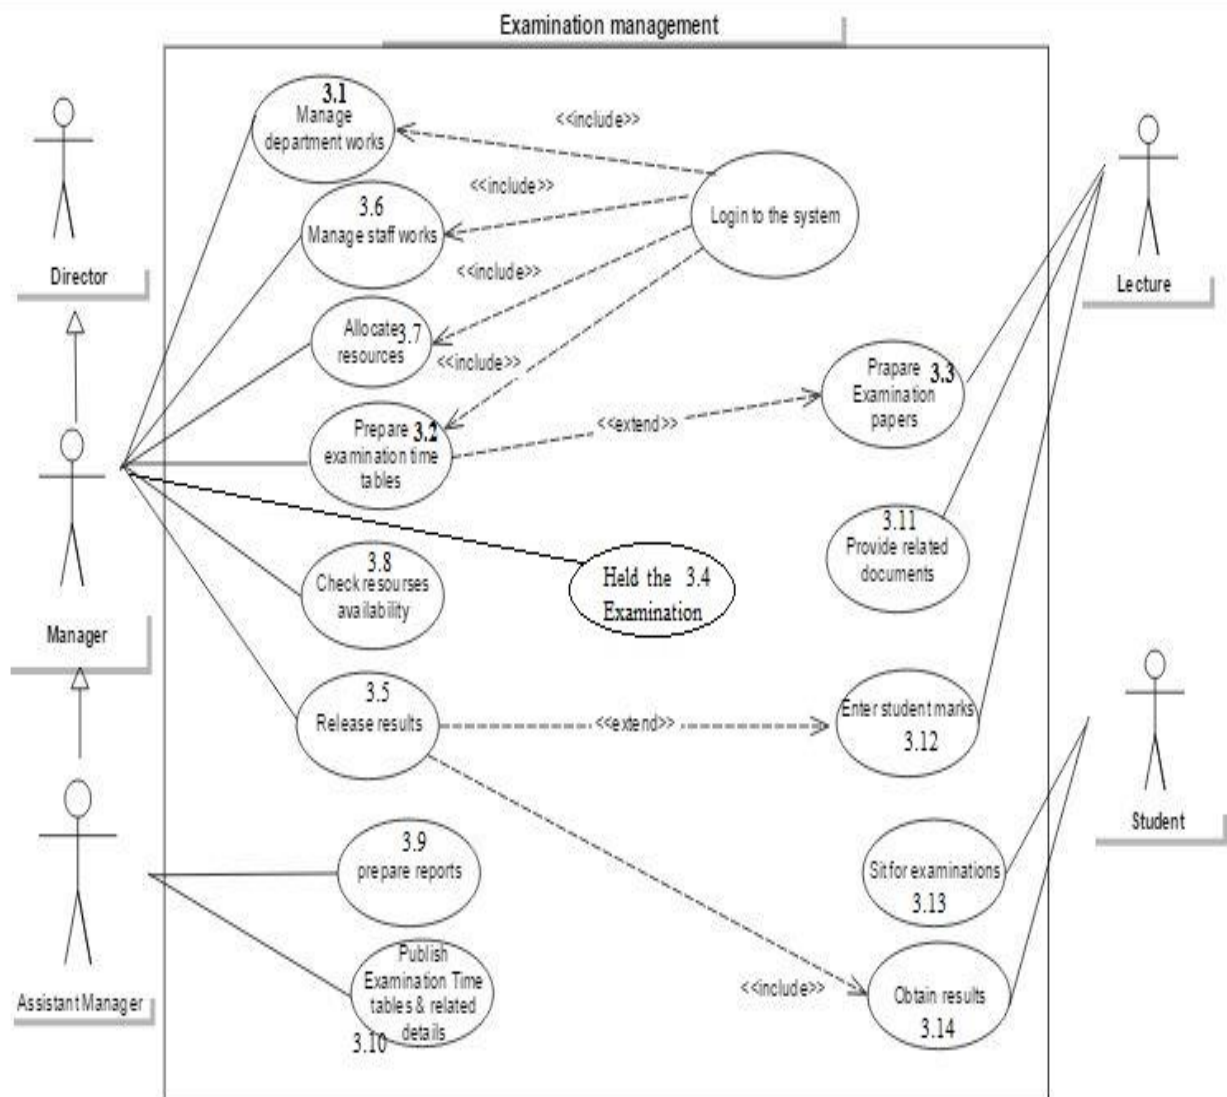 Examination management
3.1
Manage
department works
<<include>>
3.6
Manage staff works
<<include>>
Login to the system
Director
Lecture
<<include>>
Allocate 3.7
resources
<<include>>
Prapare 3.3
Examination
papers
Prepare 3.2
examination time
tables
<<extend>>
3.11
Provide related
documents
3.8
Check resourses
availability
Held the 3.4
Examination
Manager
3.5
Release results
<<extend>>
Enter student marks
3.12
Student
3.9
prepare reports
Sit for examinations
3.13
Publish
Examination Time
tables & related
details
3.10
<<include>>
Obtain results
3.14
Assistant Manager